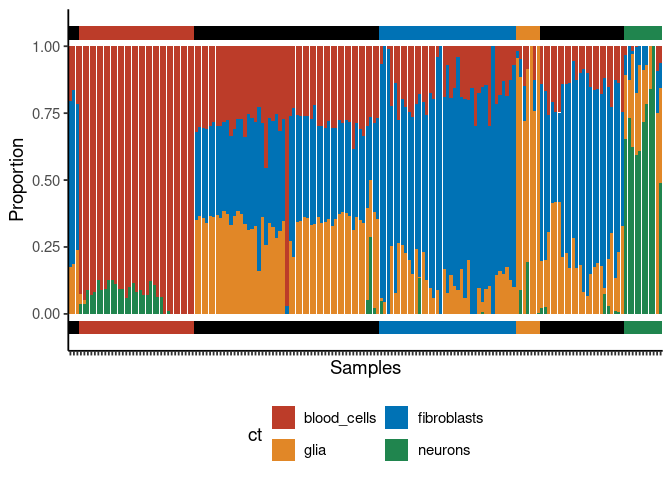 1.00
0.75
0.50
0.25
0.00
Proportion
Samples
ct
blood_cells
fibroblasts
glia
neurons